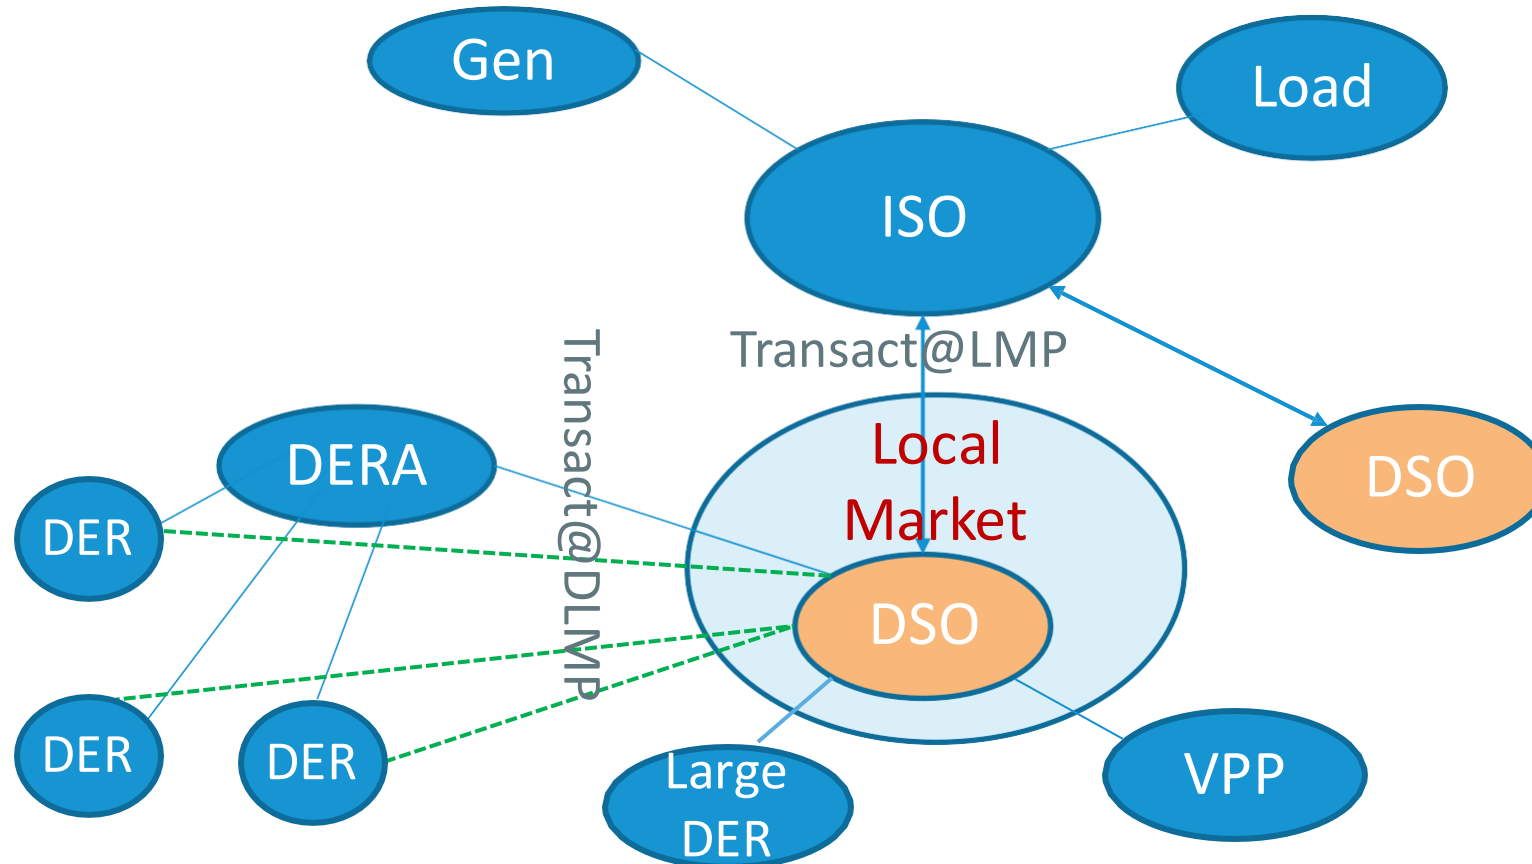 Gen
Load
ISO
Transact@LMP
Transact@DLMP
Local
Market
DERA
DSO
DER
DSO
DER
DER
VPP
Large
DER